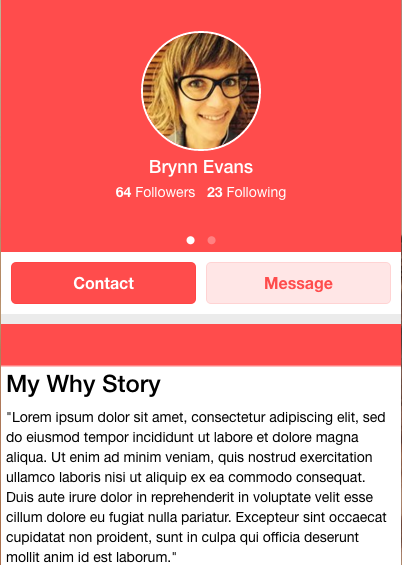 Brynn Evans
64 Followers 23 Following
Contact Message
My Why Story
"Lorem ipsum dolor sit amet, consectetur adipiscing elit, sed
do eiusmod tempor incididunt ut labore et dolore magna
aliqua. Ut enim ad minim veniam, quis nostrud exercitation
ullamco laboris nisi ut aliquip ex ea commodo consequat.
Duis aute irure dolor in reprehenderit in voluptate velit esse
cillum dolore eu fugiat nulla pariatur. Excepteur sint occaecat
cupidatat non proident, sunt in culpa qui officia deserunt
mollit anim id est laborum."